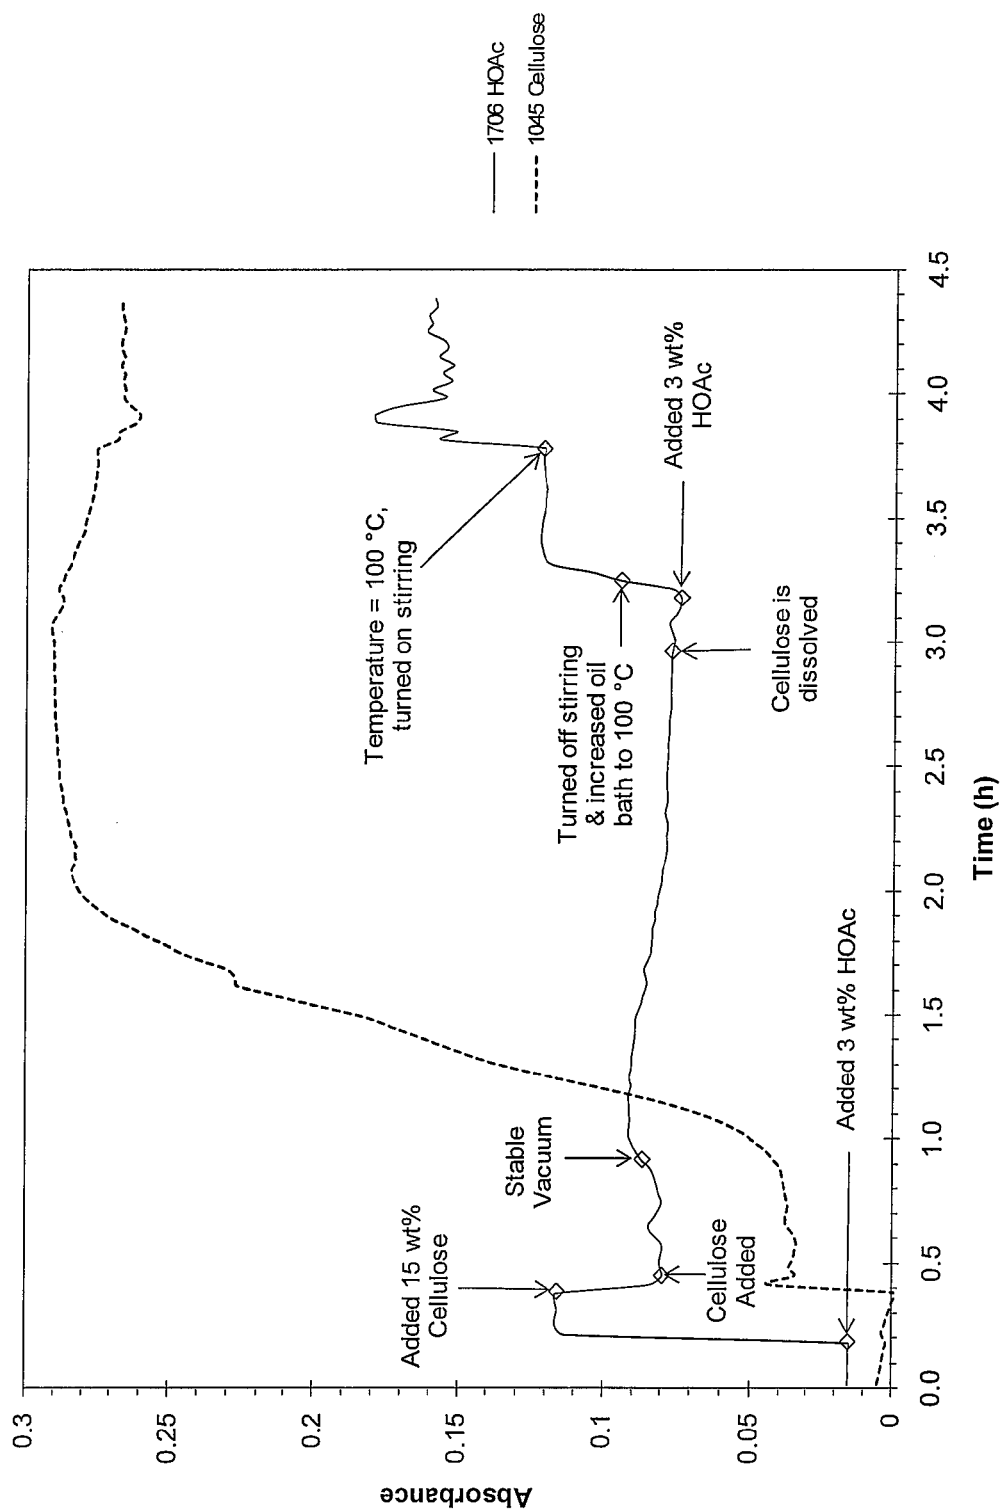 1706 HOAc
1045 Cellulose
Absorbance
0.3
0.25
0.2
0.15
0.1
0.05
0
Added 15 wt%
Cellulose
Stable
Vacuum
Cellulose
Added
Added 3 wt% HOAc
Temperature = 100 °C,
turned on stirring
Turned off stirring
& increased oil
bath to 100 °C
Cellulose is
dissolved
Added 3 wt%
HOAc
0.0
0.5
1.0
1.5
2.0
2.5
3.0
3.5
4.0
4.5
Time (h)